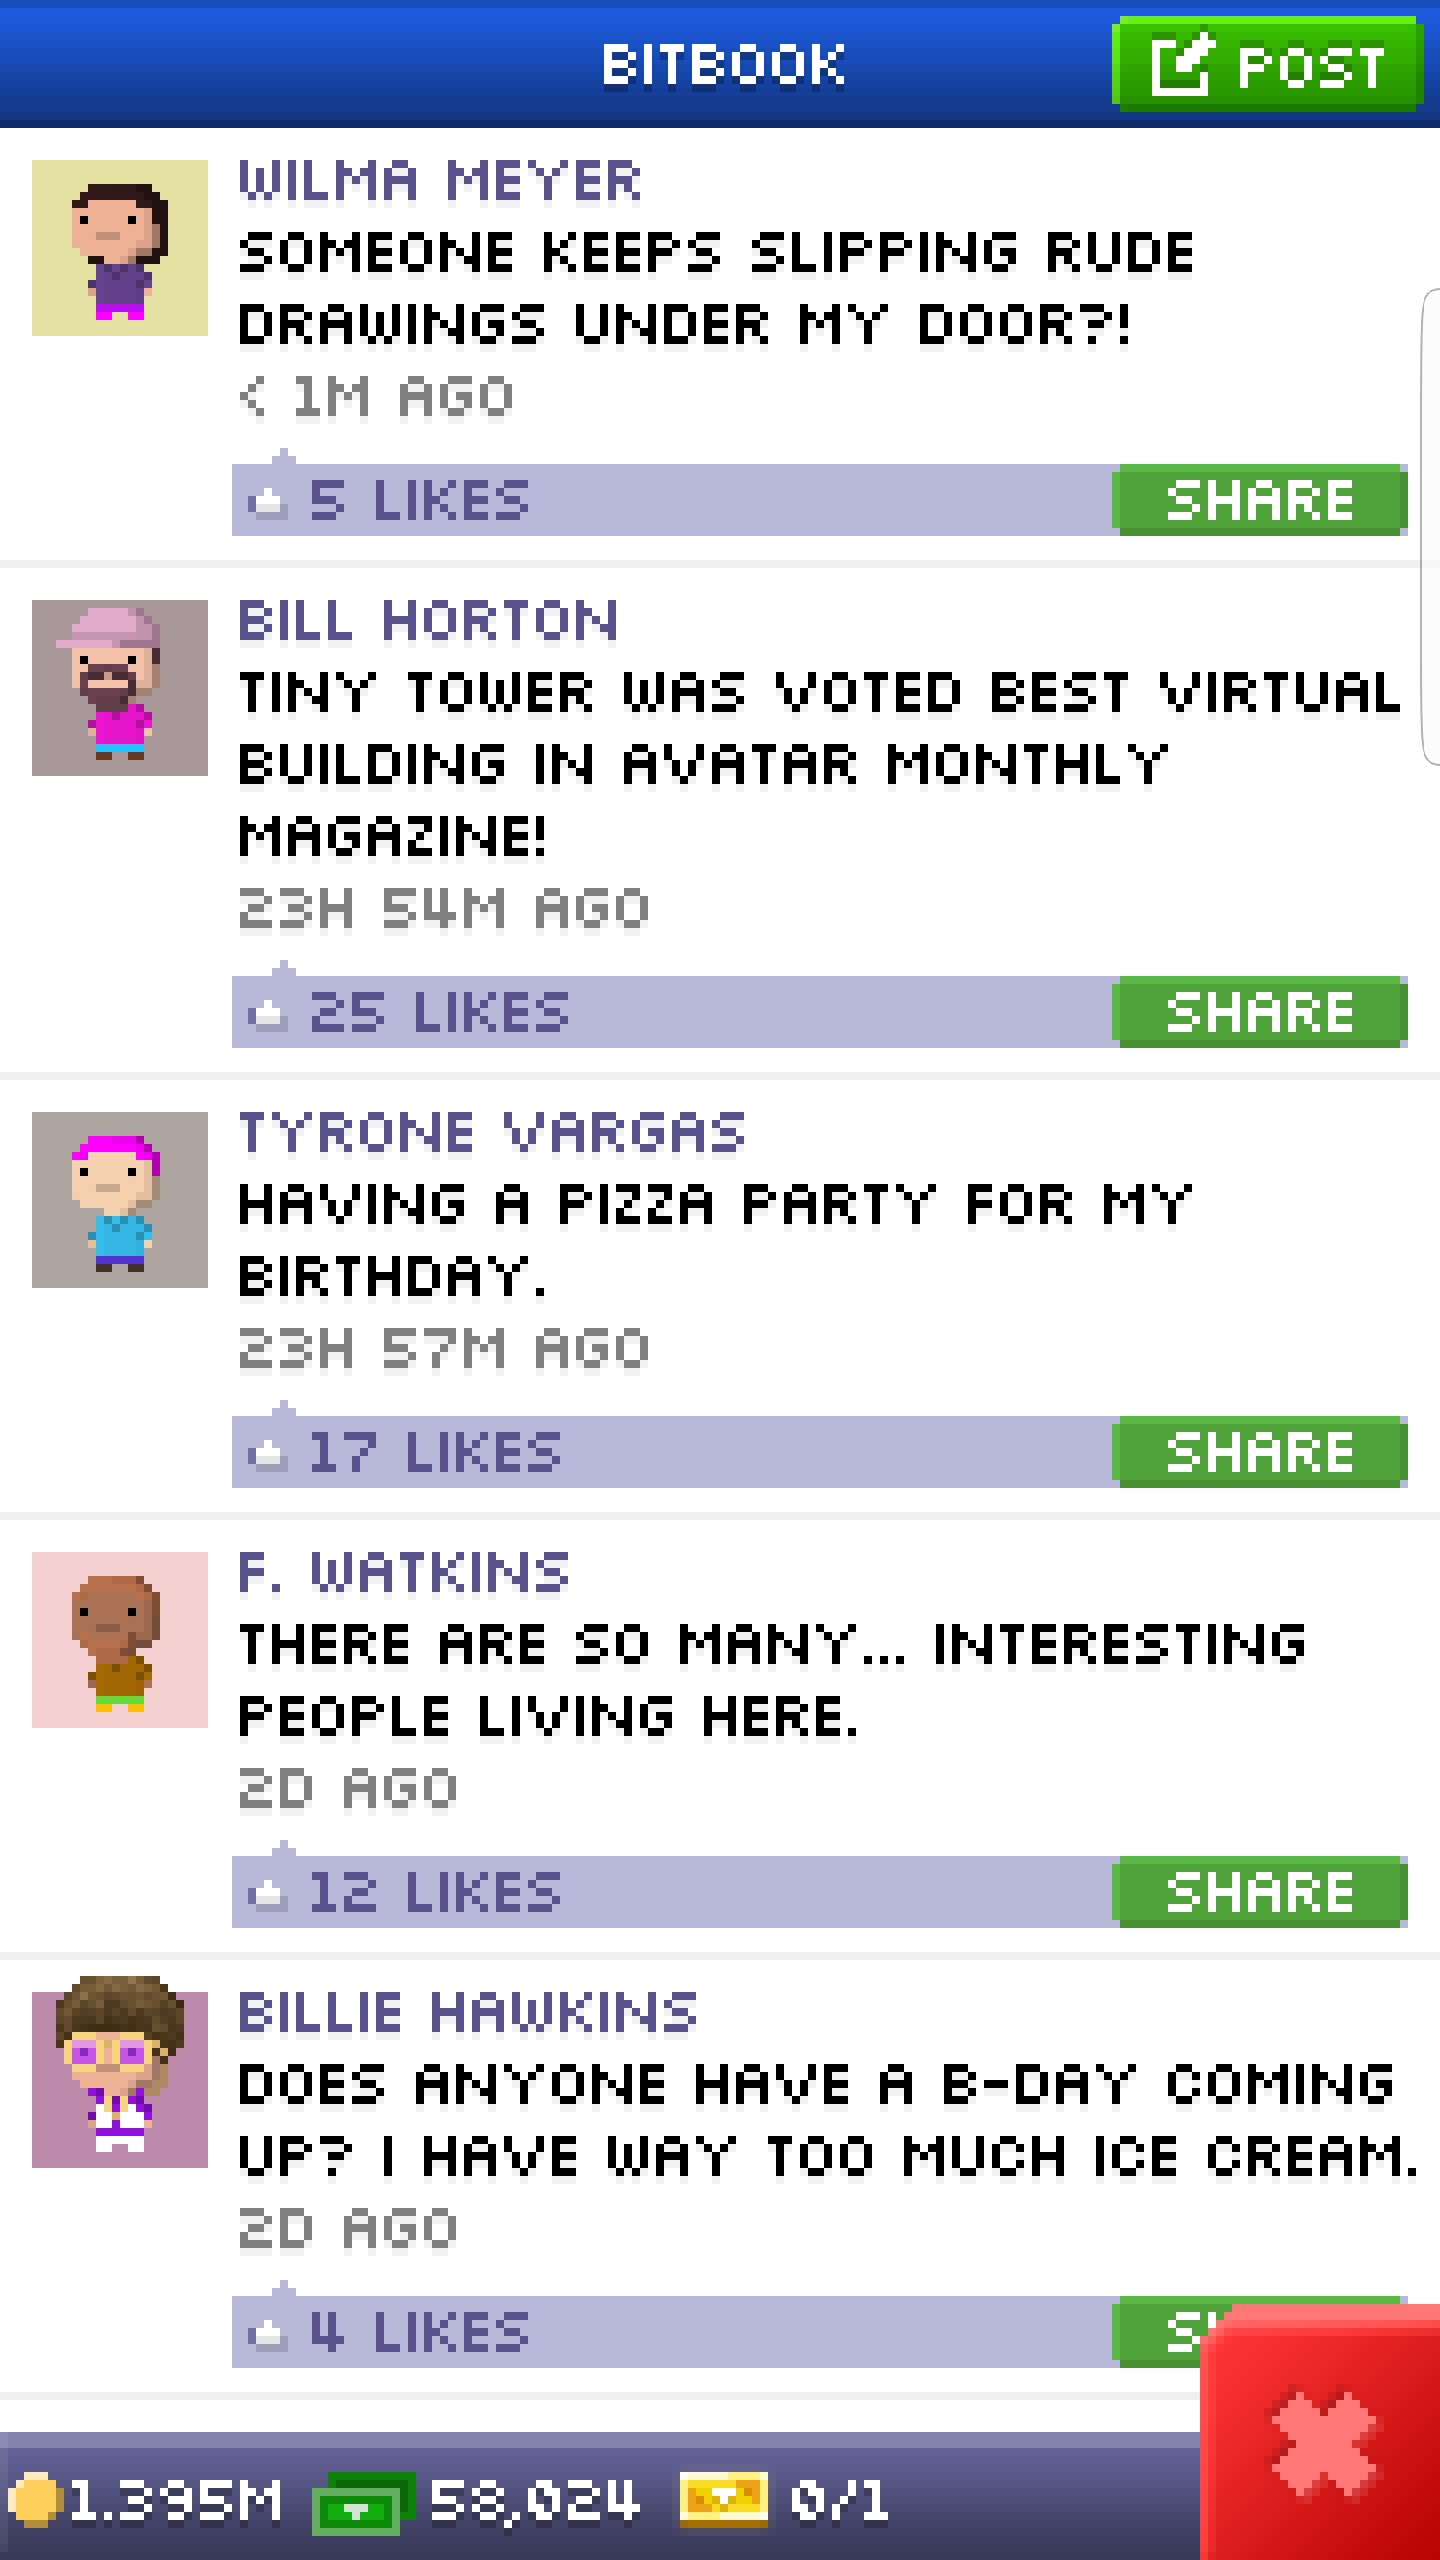 BITBOOK
POST
WILMA MEYER
SOMEONE KEEPS SLIPPING RUDE
DRAWINGS UNDER MY DOOR?!
< 1M AGO
5 LIKES
SHARE
BILL HORTON
TINY TOWER WAS VOTED BEST VIRTUAL
BUILDING IN AVATAR MONTHLY
MAGAZINE!
23H 54M AGO
25 LIKES
SHARE
TYRONE VARGAS
HAVING A PIZZA PARTY FOR MY
BIRTHDAY.
23H 57M AGO
17 LIKES
SHARE
F. WATKINS
THERE ARE SO MANY... INTERESTING
PEOPLE LIVING HERE.
2D AGO
12 LIKES
SHARE
BILLIE HAWKINS
DOES ANYONE HAVE A B-DAY COMING
UP? I HAVE WAY TOO MUCH ICE CREAM.
2D AGO
4 LIKES
1.395M 58,024 0/1